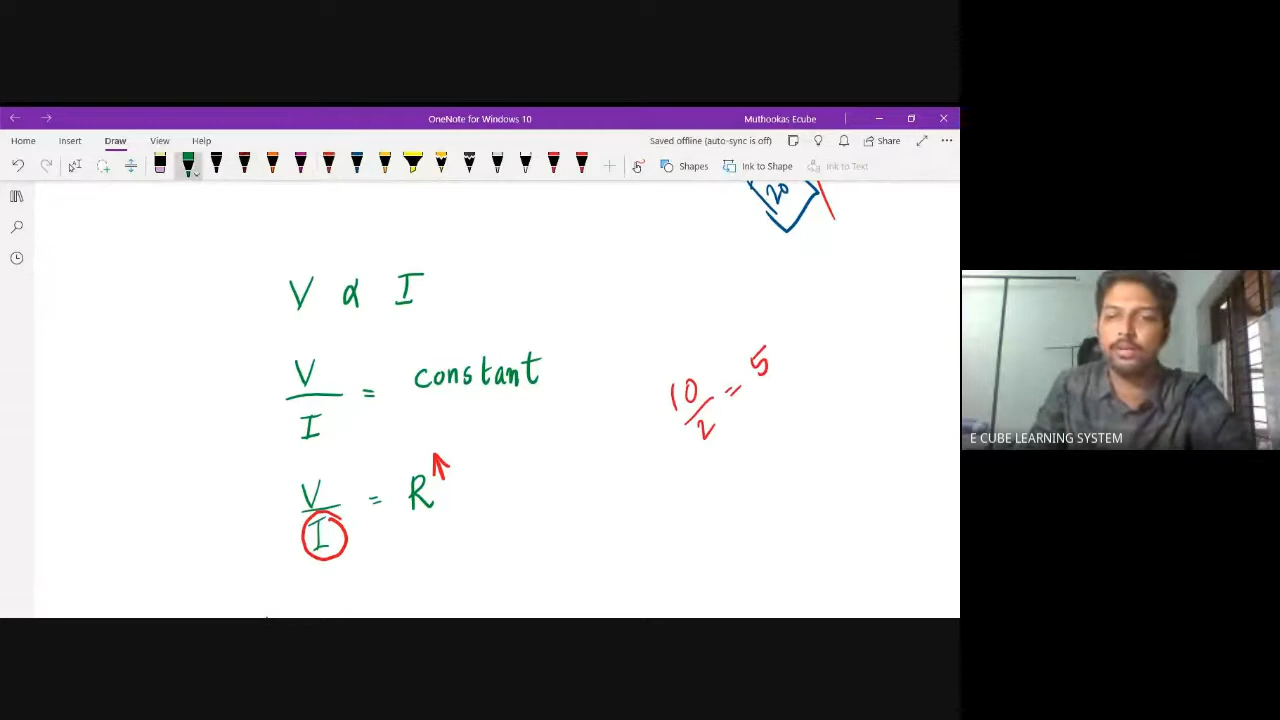 OneNote for Windows 10
Muthookas Ecube
Home Insert Draw View Help
Saved offline (auto-sync is off)
Share
Shapes
Ink to Shape
Ink to Text
20
V α I
V/I = constant
10/2 = 5
V/I = R↑
E CUBE LEARNING SYSTEM